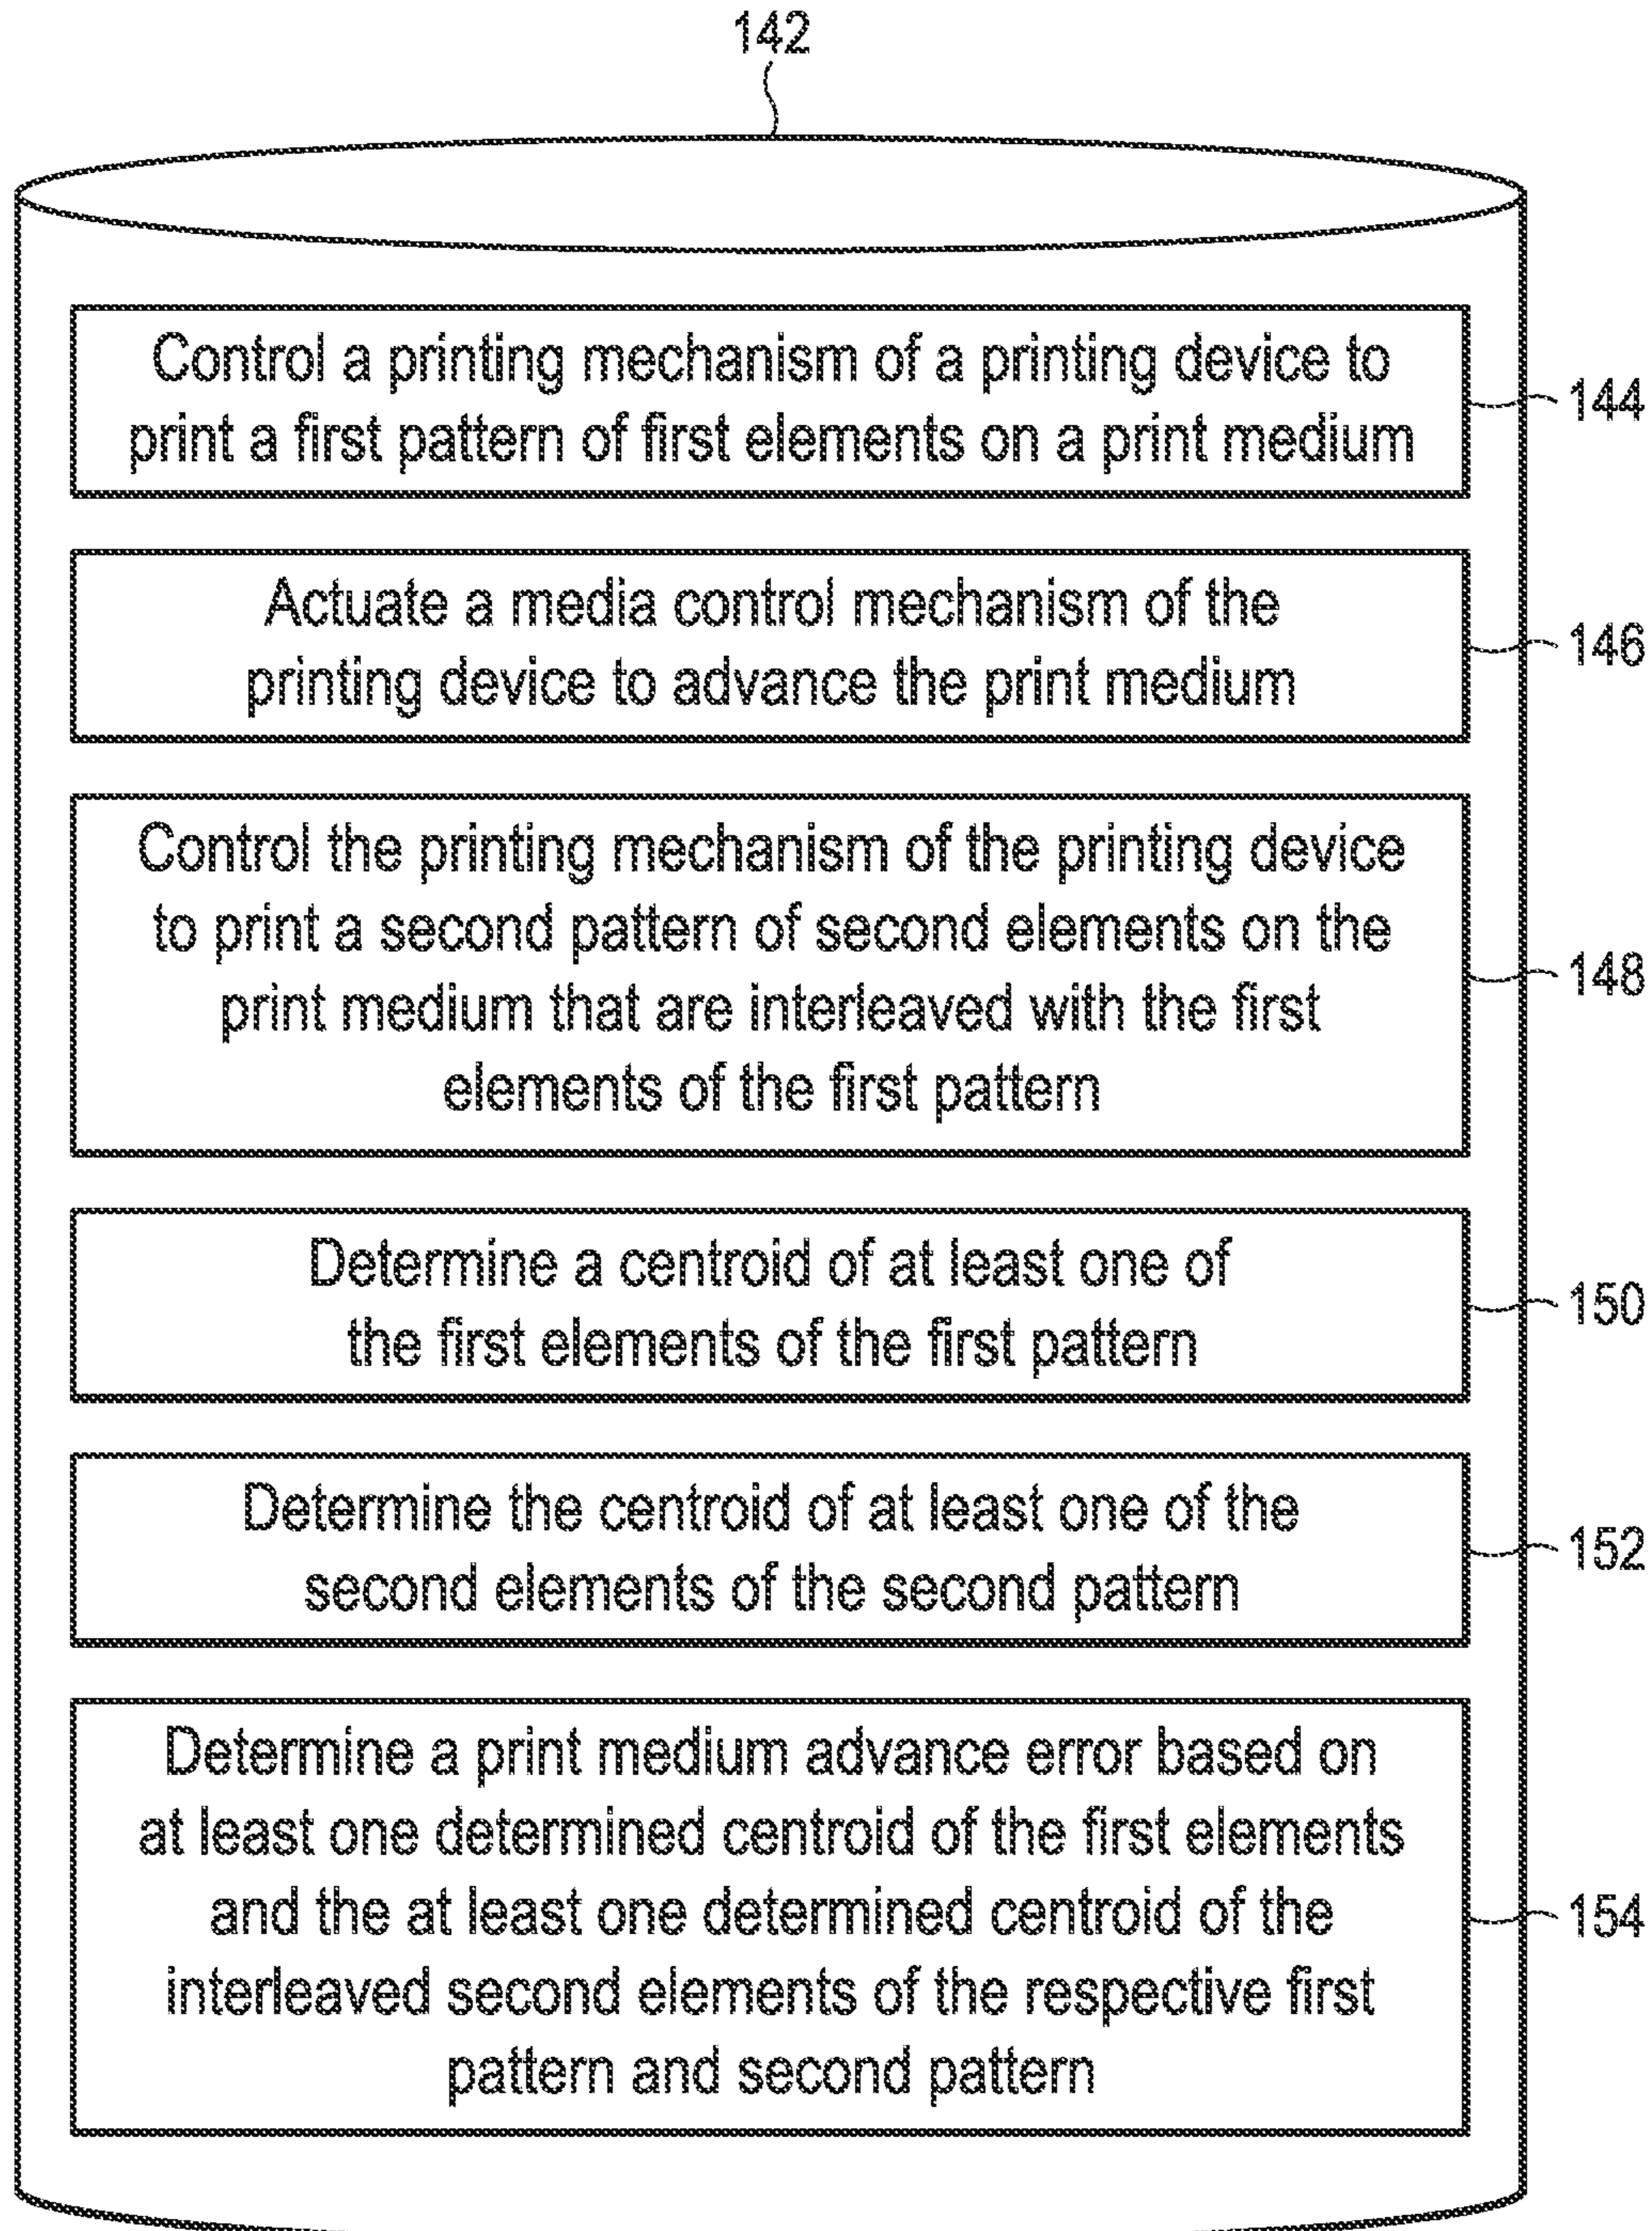 142
Control a printing mechanism of a printing device to
print a first pattern of first elements on a print medium
144
Actuate a media control mechanism of the
printing device to advance the print medium
146
Control the printing mechanism of the printing device
to print a second pattern of second elements on the
print medium that are interleaved with the first
elements of the first pattern
148
Determine a centroid of at least one of
the first elements of the first pattern
150
Determine the centroid of at least one of the
second elements of the second pattern
152
Determine a print medium advance error based on
at least one determined centroid of the first elements
and the at least one determined centroid of the
interleaved second elements of the respective first
pattern and second pattern
154